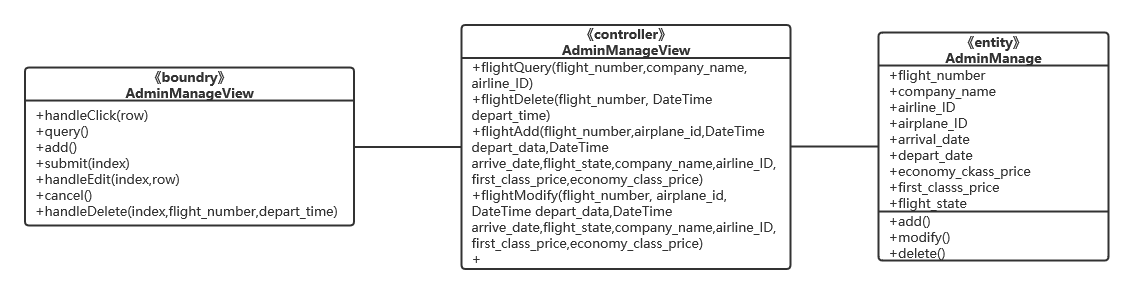 《boundry》
AdminManageView
+handleClick(row)
+query()
+add()
+submit(index)
+handleEdit(index,row)
+cancel()
+handleDelete(index,flight_number,depart_time)
《controller》
AdminManageView
+flightQuery(flight_number,company_name,
airline_ID)
+flightDelete(flight_number, DateTime
depart_time)
+flightAdd(flight_number,airplane_id,DateTime
depart_data,DateTime
arrive_date,flight_state,company_name,airline_ID,
first_class_price,economy_class_price)
+flightModify(flight_number, airplane_id,
DateTime depart_data,DateTime
arrive_date,flight_state,company_name,airline_ID,
first_class_price,economy_class_price)
+
《entity》
AdminManage
+flight_number
+company_name
+airline_ID
+airplane_ID
+arrival_date
+depart_date
+economy_ckass_price
+first_classs_price
+flight_state
+add()
+modify()
+delete()